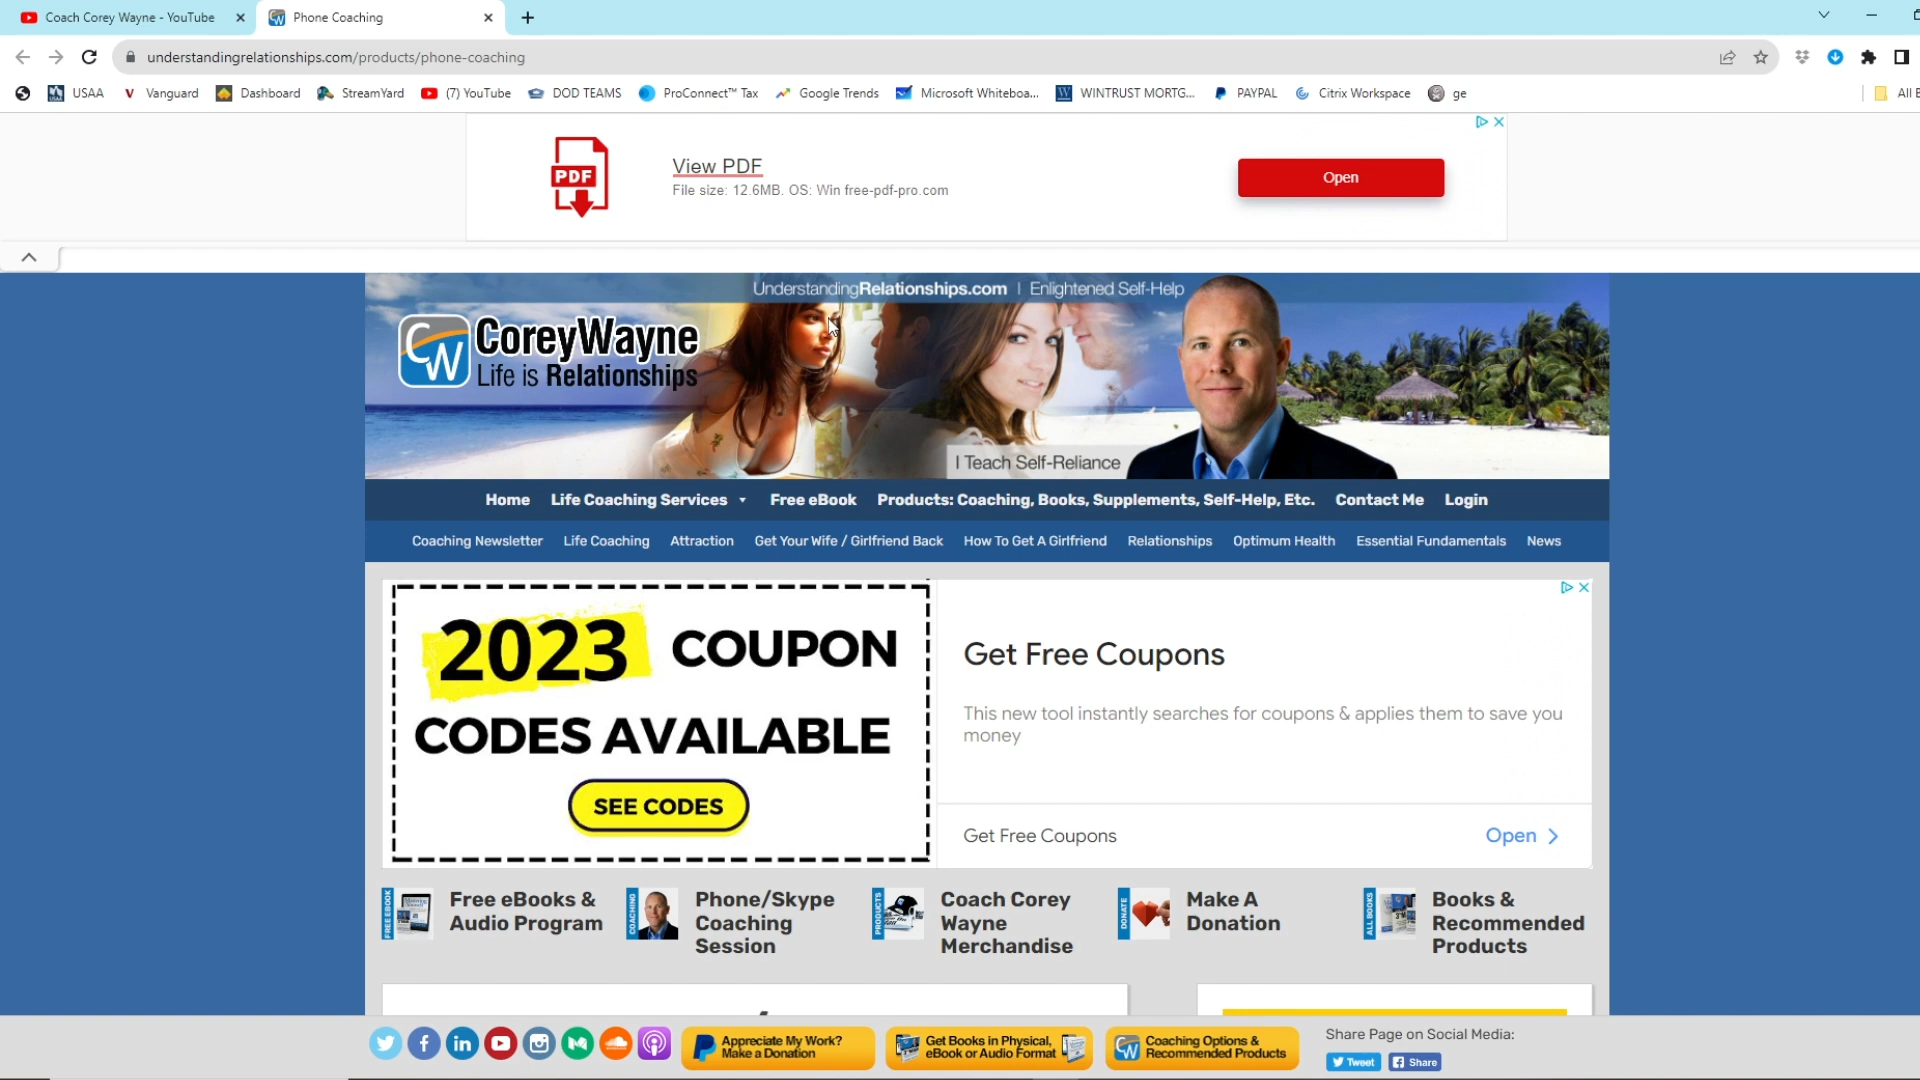 Coach Corey Wayne - YouTube
Phone Coaching
understandingrelationships.com/products/phone-coaching
USAA
Vanguard
Dashboard
StreamYard
(7) YouTube
DOD TEAMS
ProConnect™ Tax
Google Trends
Microsoft Whiteboa...
WINTRUST MORTG...
PAYPAL
Citrix Workspace
ge
PDF
View PDF
File size: 12.6MB. OS: Win free-pdf-pro.com
Open
UnderstandingRelationships.com | Enlightened Self-Help
CW
CoreyWayne
Life is Relationships
I Teach Self-Reliance
Home Life Coaching Services Free eBook Products: Coaching, Books, Supplements, Self-Help, Etc. Contact Me Login
Coaching Newsletter Life Coaching Attraction Get Your Wife / Girlfriend Back How To Get A Girlfriend Relationships Optimum Health Essential Fundamentals News
2023 COUPON
CODES AVAILABLE
SEE CODES
Get Free Coupons
This new tool instantly searches for coupons & applies them to save you
money
Get Free Coupons
Open
FREE EBOOK
Free eBooks &
Audio Program
COACHING
Phone/Skype
Coaching
Session
PRODUCTS
Coach Corey
Wayne
Merchandise
DONATE
Make A
Donation
ALL BOOKS
Books &
Recommended
Products
Appreciate My Work?
Make a Donation
Get Books in Physical,
eBook or Audio Format
CW
Coaching Options &
Recommended Products
Share Page on Social Media:
Tweet
Share